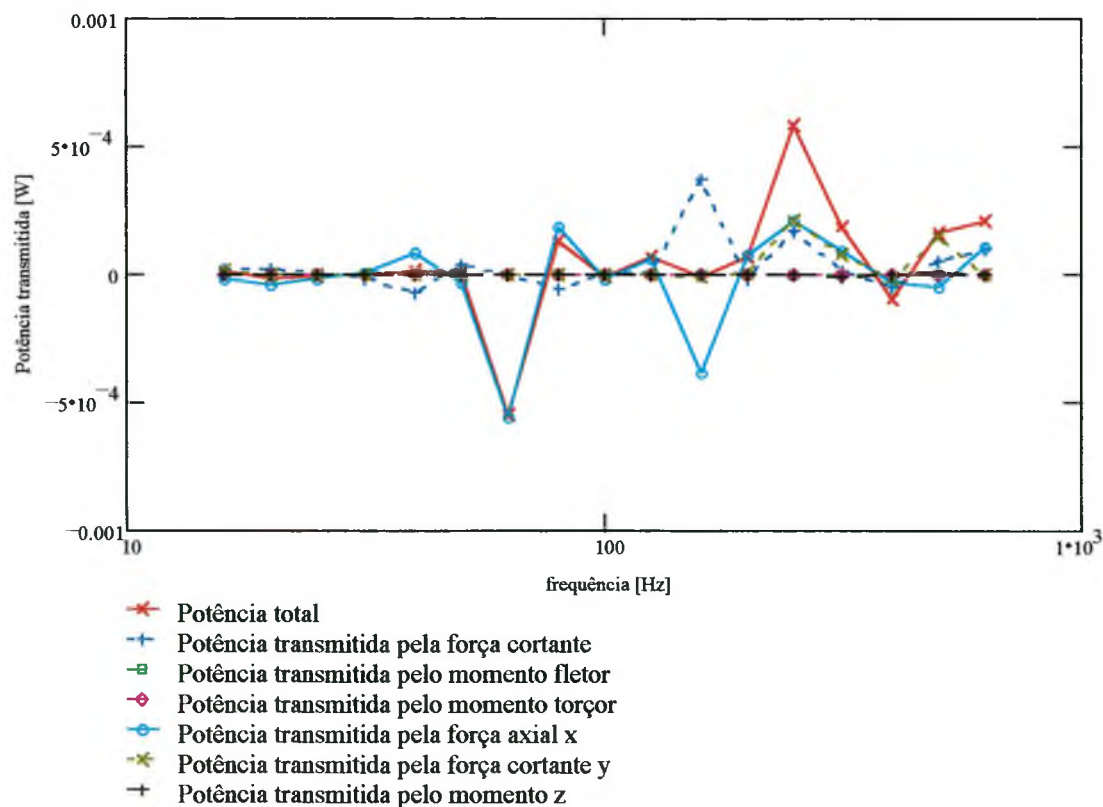 0.001
5•10
−4
0
−5•10
−4
−0.001
Potência transmitida [W]
10
100
1•10
3
frequência [Hz]
Potência total
Potência transmitida pela força cortante
Potência transmitida pelo momento fletor
Potência transmitida pelo momento torçor
Potência transmitida pela força axial x
Potência transmitida pela força cortante y
Potência transmitida pelo momento z